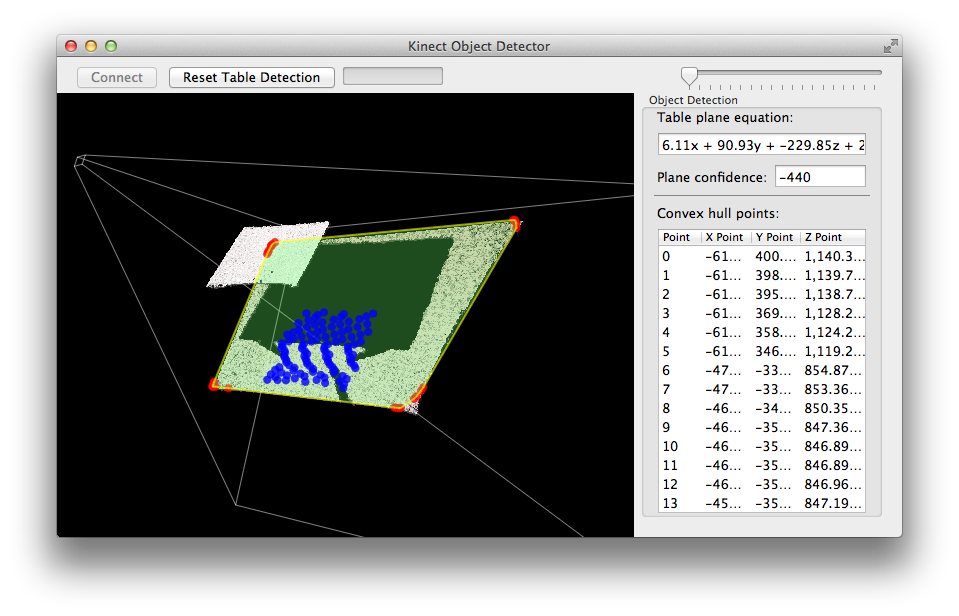 Kinect Object Detector
Connect
Reset Table Detection
Object Detection
Table plane equation:
6.11x + 90.93y + -229.85z + 2
Plane confidence: -440
Convex hull points:
Point X Point Y Point Z Point
0 -61... 400.... 1,140.3...
1 -61... 398... 1,139.7...
2 -61... 395... 1,138.7...
3 -61... 369... 1,128.2...
4 -61... 358... 1,124.2...
5 -61... 346... 1,119.2...
6 -47... -33... 854.87...
7 -47... -33... 853.36...
8 -46... -34... 850.35...
9 -46... -35... 847.36...
10 -46... -35... 846.89...
11 -46... -35... 846.89...
12 -46... -35... 846.96...
13 -45... -35... 847.19...